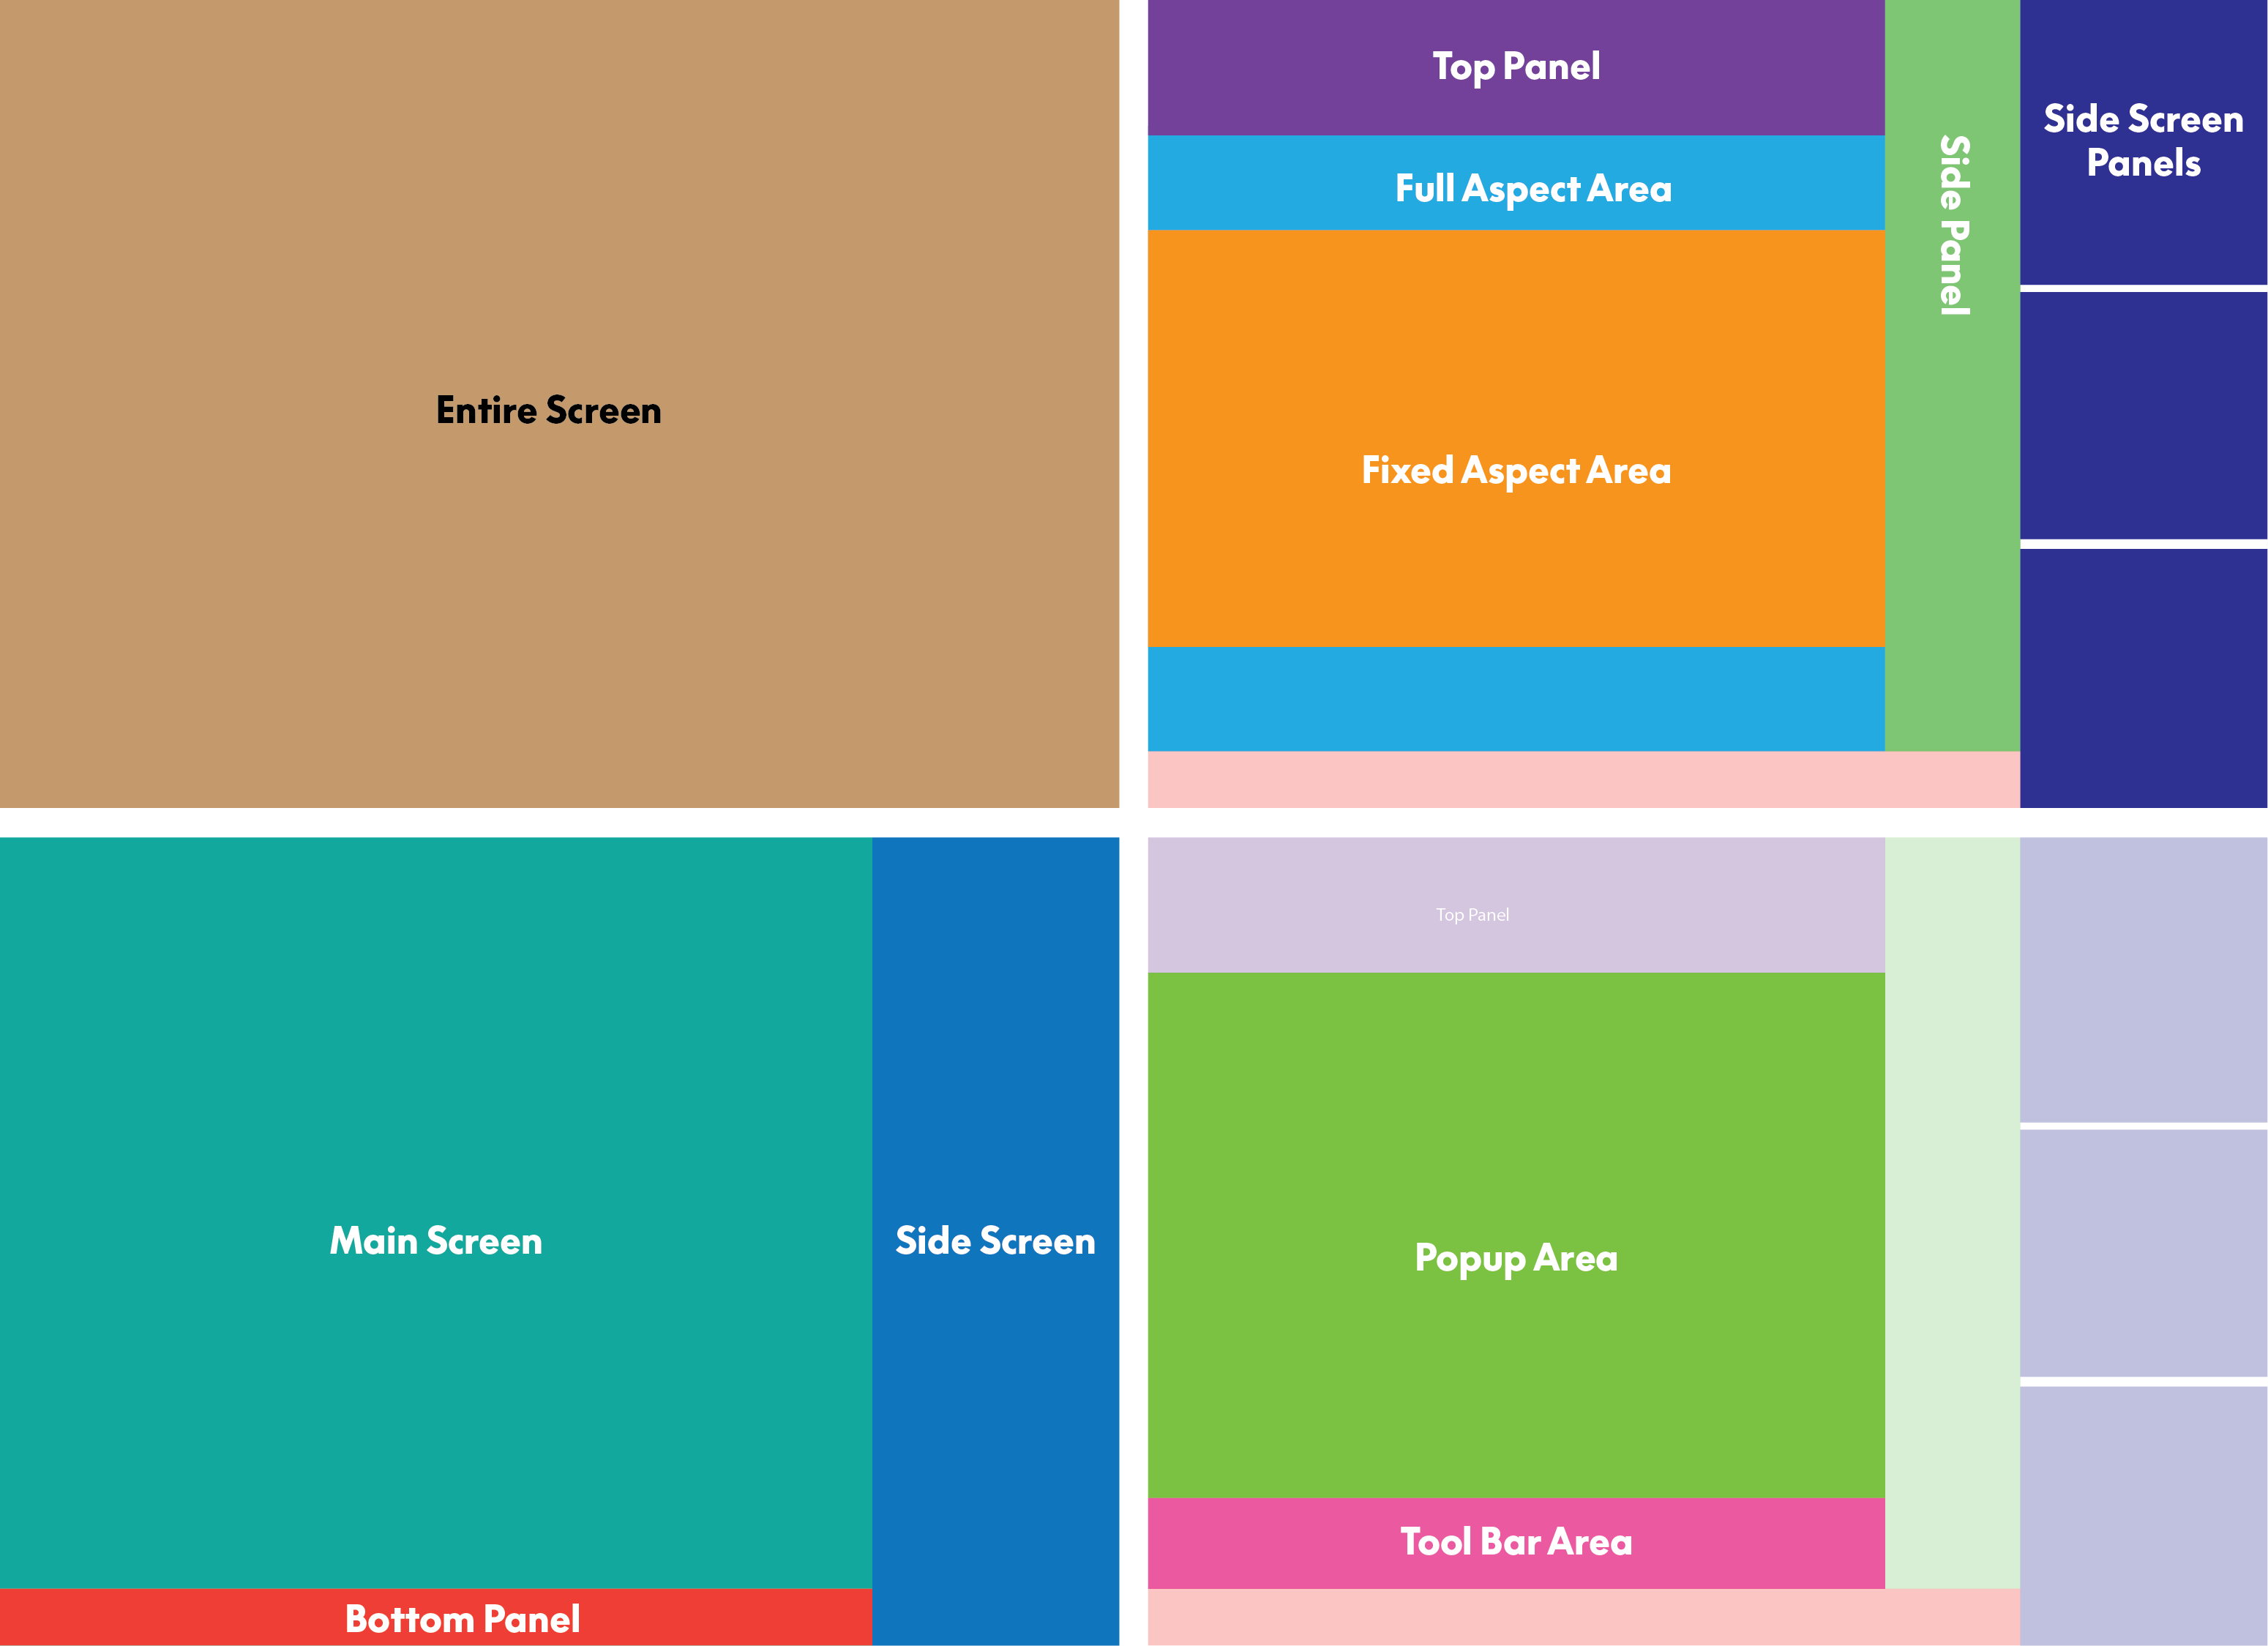 Entire Screen
Top Panel
Full Aspect Area
Fixed Aspect Area
Side Panel
Side Screen
Panels
Main Screen
Side Screen
Bottom Panel
Top Panel
Popup Area
Tool Bar Area